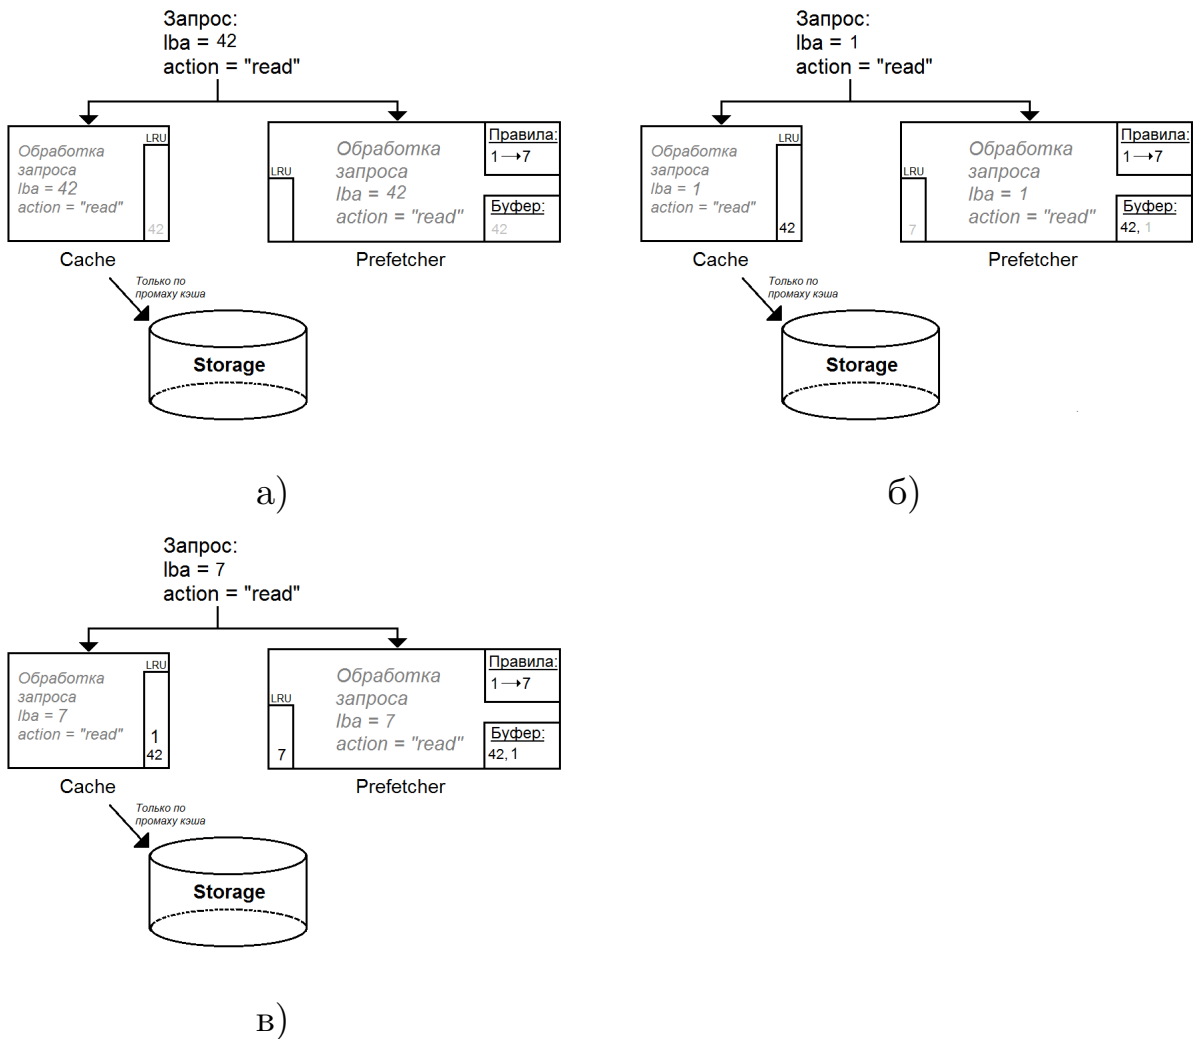 Запрос:
lba = 42
action = "read"
Обработка
запроса
lba = 42
action = "read"
LRU
42
Cache
LRU
Обработка
запроса
lba = 42
action = "read"
Правила:
1→7
Буфер:
42
Prefetcher
Только по
промаху кэша
Storage
а)
Запрос:
lba = 1
action = "read"
Обработка
запроса
lba = 1
action = "read"
LRU
42
Cache
LRU
7
Обработка
запроса
lba = 1
action = "read"
Правила:
1→7
Буфер:
42, 1
Prefetcher
Только по
промаху кэша
Storage
б)
Запрос:
lba = 7
action = "read"
Обработка
запроса
lba = 7
action = "read"
LRU
1
42
Cache
LRU
7
Обработка
запроса
lba = 7
action = "read"
Правила:
1→7
Буфер:
42, 1
Prefetcher
Только по
промаху кэша
Storage
в)